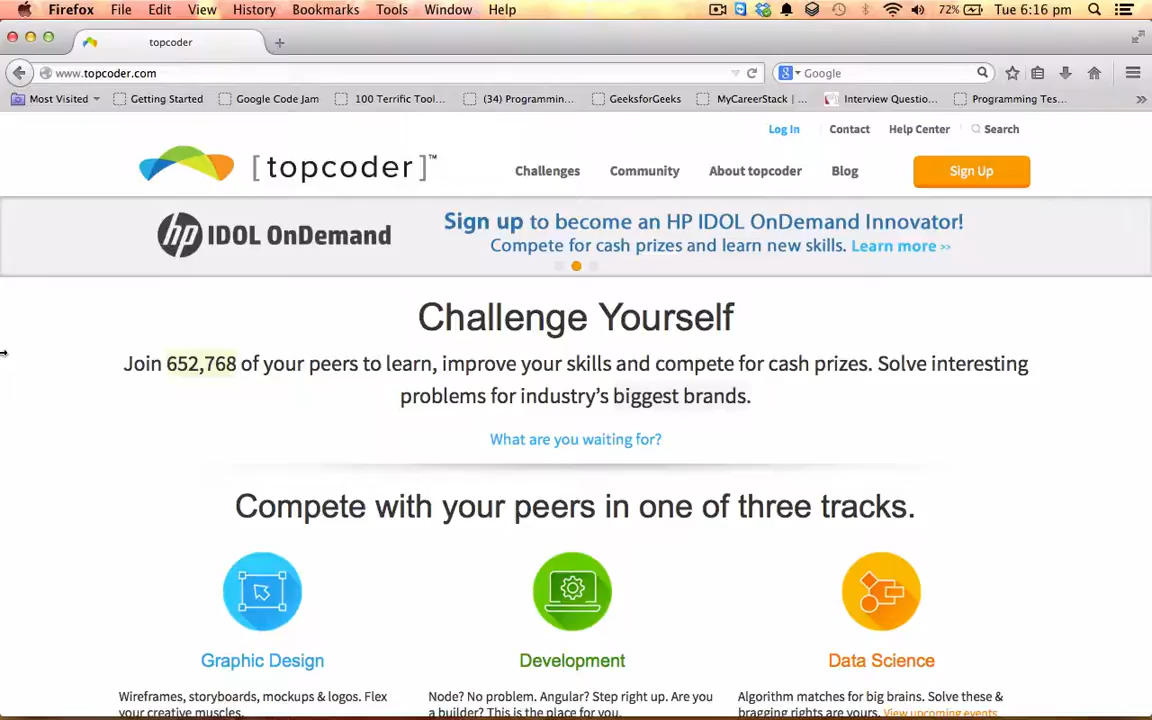 Firefox File Edit View History Bookmarks Tools Window Help 72% Tue 6:16 pm
topcoder
www.topcoder.com Google
Most Visited Getting Started Google Code Jam 100 Terrific Tool... (34) Programmin... GeeksforGeeks MyCareerStack | ... Interview Questio... Programming Tes...
Log In Contact Help Center Search
[topcoder]™ Challenges Community About topcoder Blog Sign Up
hp IDOL OnDemand
Sign up to become an HP IDOL OnDemand Innovator!
Compete for cash prizes and learn new skills. Learn more >>
Challenge Yourself
Join 652,768 of your peers to learn, improve your skills and compete for cash prizes. Solve interesting
problems for industry’s biggest brands.
What are you waiting for?
Compete with your peers in one of three tracks.
Graphic Design Development Data Science
Wireframes, storyboards, mockups & logos. Flex
your creative muscles.
Node? No problem. Angular? Step right up. Are you
a builder? This is the place for you.
Algorithm matches for big brains. Solve these &
bragging rights are yours. View upcoming events